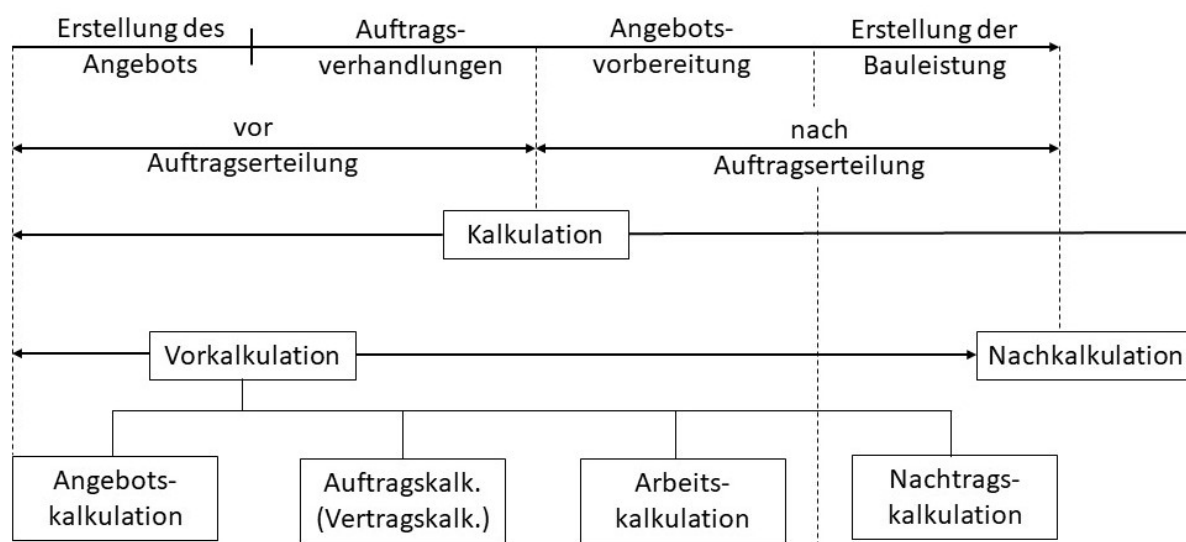 Erstellung des
Angebots
Auftrags-
verhandlungen
Angebots-
vorbereitung
Erstellung der
Bauleistung
vor
Auftragserteilung
nach
Auftragserteilung
Kalkulation
Vorkalkulation
Nachkalkulation
Angebots-
kalkulation
Auftragskalk.
(Vertragskalk.)
Arbeits-
kalkulation
Nachtrags-
kalkulation